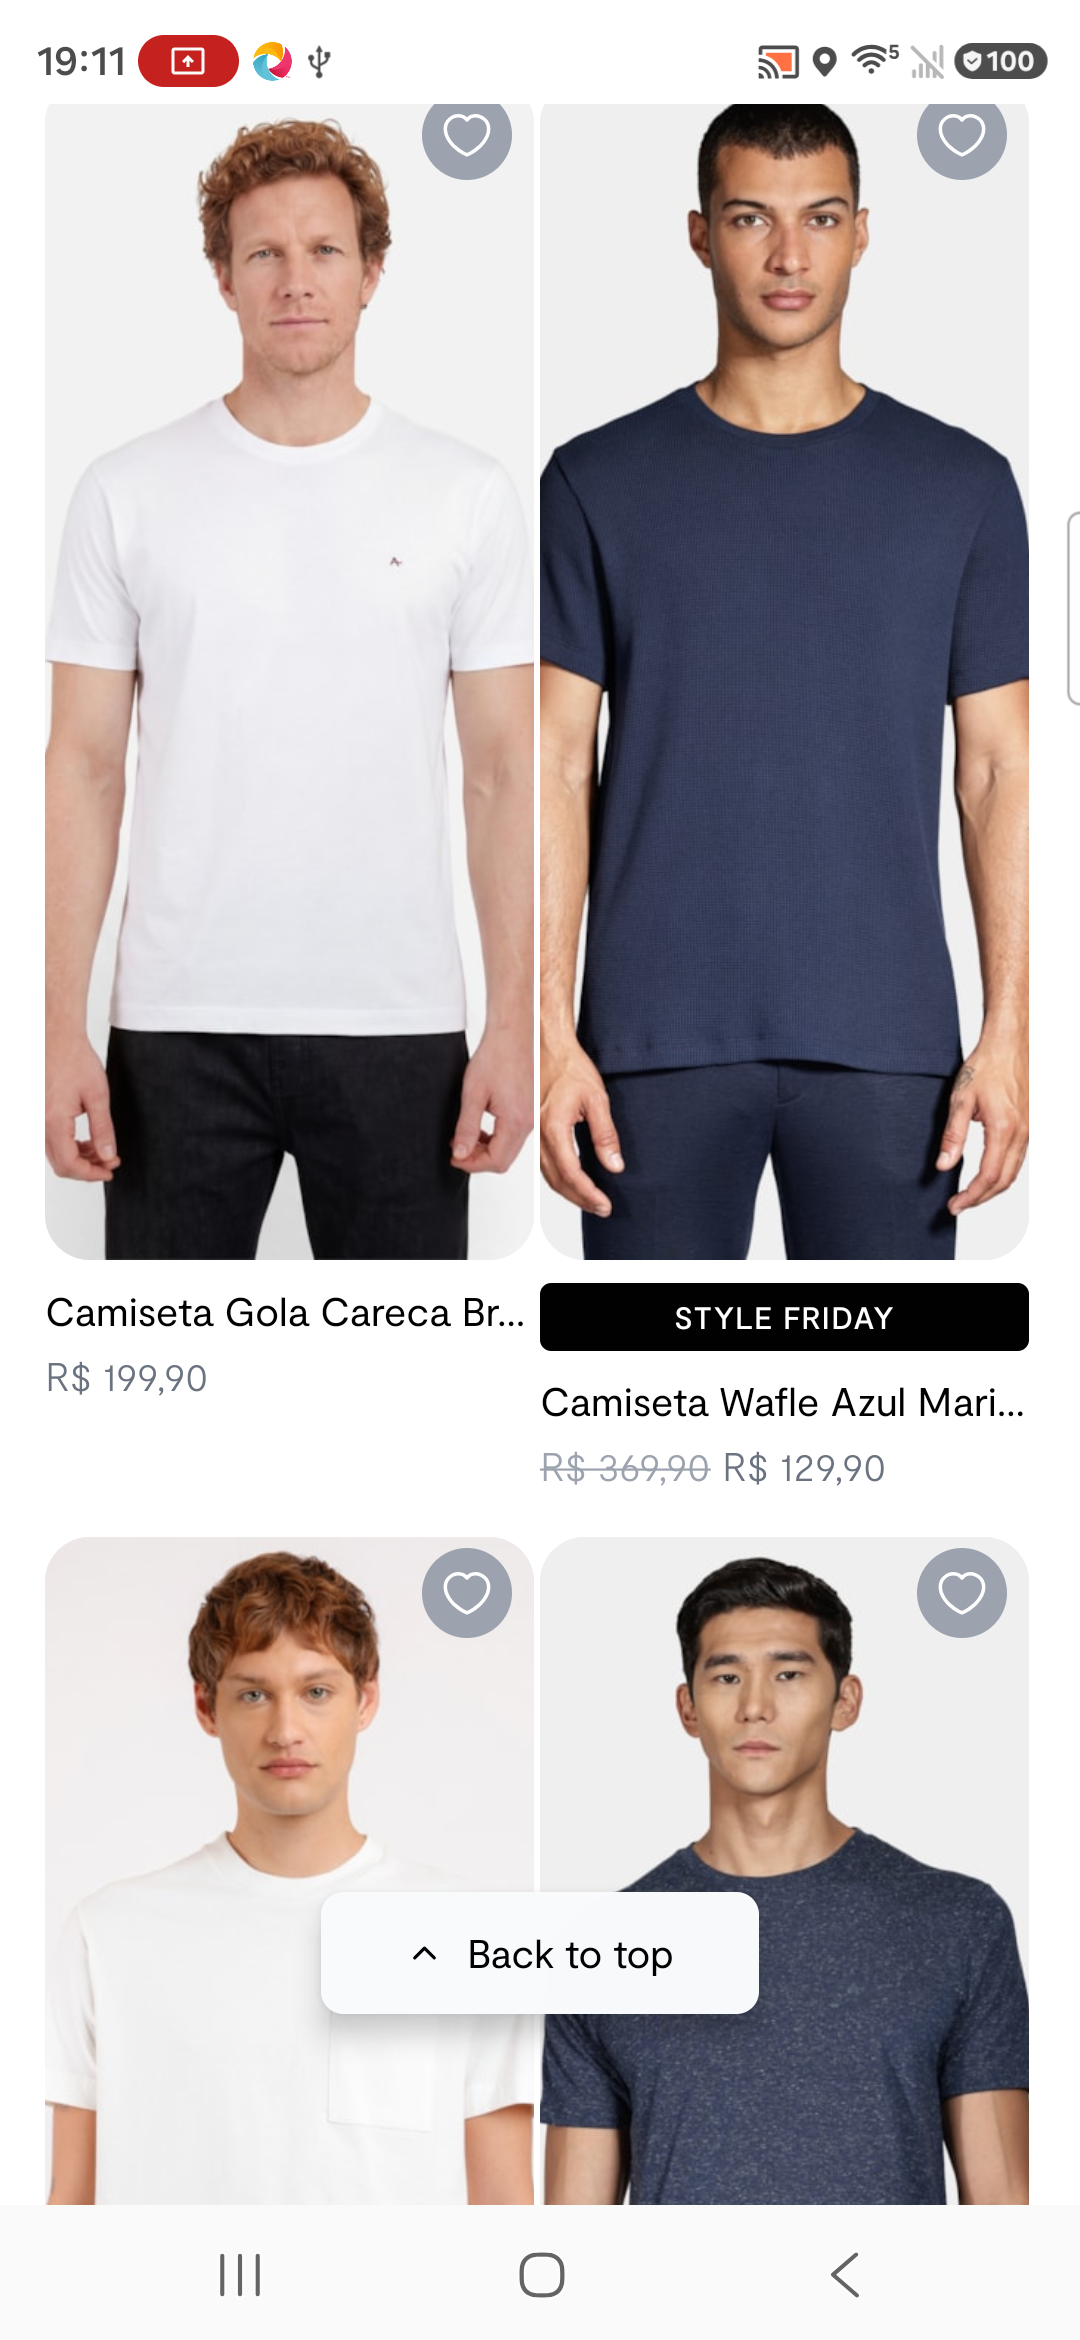 19:11
5
100
Camiseta Gola Careca Br...
R$ 199,90
STYLE FRIDAY
Camiseta Wafle Azul Mari...
R$ 369,90 R$ 129,90
Back to top